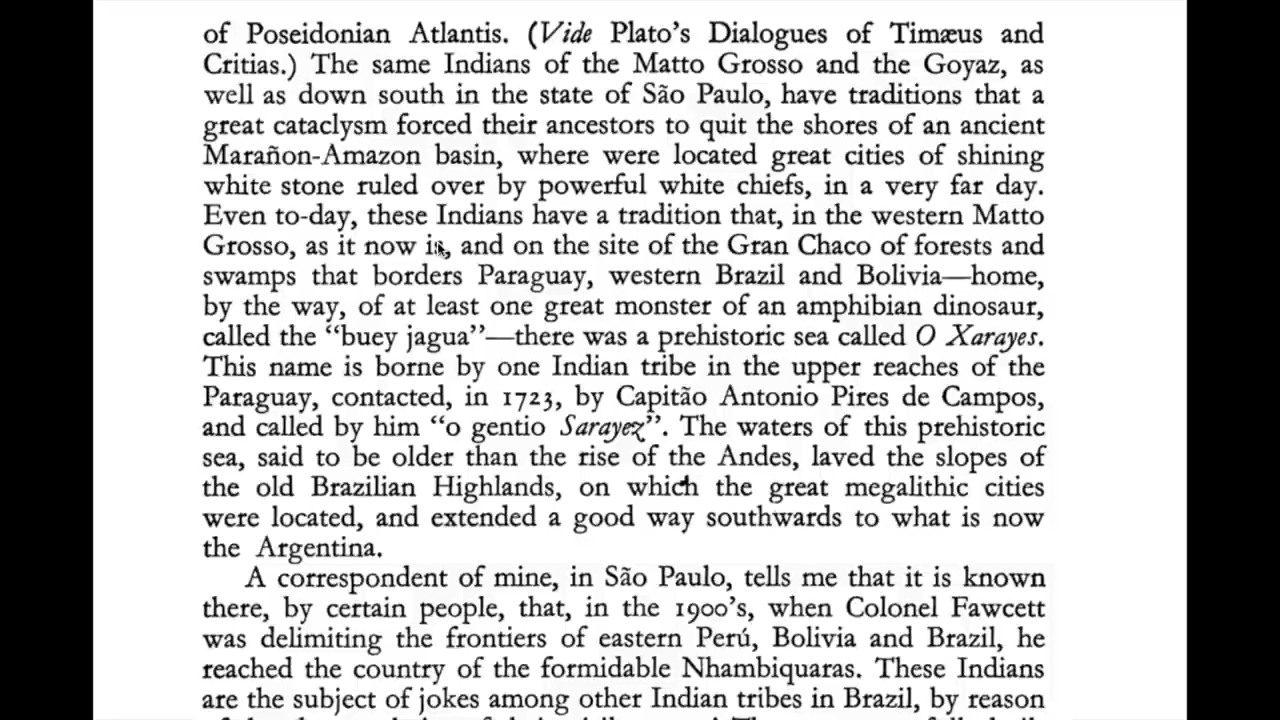 of Poseidonian Atlantis. (Vide Plato’s Dialogues of Timæus and
Critias.) The same Indians of the Matto Grosso and the Goyaz, as
well as down south in the state of São Paulo, have traditions that a
great cataclysm forced their ancestors to quit the shores of an ancient
Marañon-Amazon basin, where were located great cities of shining
white stone ruled over by powerful white chiefs, in a very far day.
Even to-day, these Indians have a tradition that, in the western Matto
Grosso, as it now is, and on the site of the Gran Chaco of forests and
swamps that borders Paraguay, western Brazil and Bolivia—home,
by the way, of at least one great monster of an amphibian dinosaur,
called the “buey jagua”—there was a prehistoric sea called O Xarayes.
This name is borne by one Indian tribe in the upper reaches of the
Paraguay, contacted, in 1723, by Capitão Antonio Pires de Campos,
and called by him “o gentio Sarayez”. The waters of this prehistoric
sea, said to be older than the rise of the Andes, laved the slopes of
the old Brazilian Highlands, on which the great megalithic cities
were located, and extended a good way southwards to what is now
the Argentina.
A correspondent of mine, in São Paulo, tells me that it is known
there, by certain people, that, in the 1900’s, when Colonel Fawcett
was delimiting the frontiers of eastern Perú, Bolivia and Brazil, he
reached the country of the formidable Nhambiquaras. These Indians
are the subject of jokes among other Indian tribes in Brazil, by reason